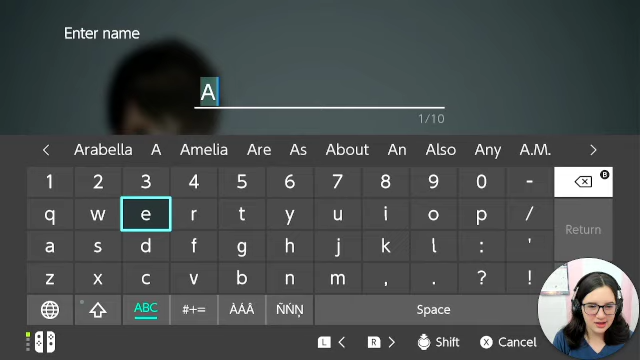 Enter name
A
1/10
< Arabella A Amelia Are As About An Also Any A.M. >
1 2 3 4 5 6 7 8 9 0 - B
q w e r t y u i o p /
Return
a s d f g h j k l : '
z x c v b n m , . ? !
ABC #+= ÀÁÂ ÑŇŅ Space
L < R > Shift X Cancel